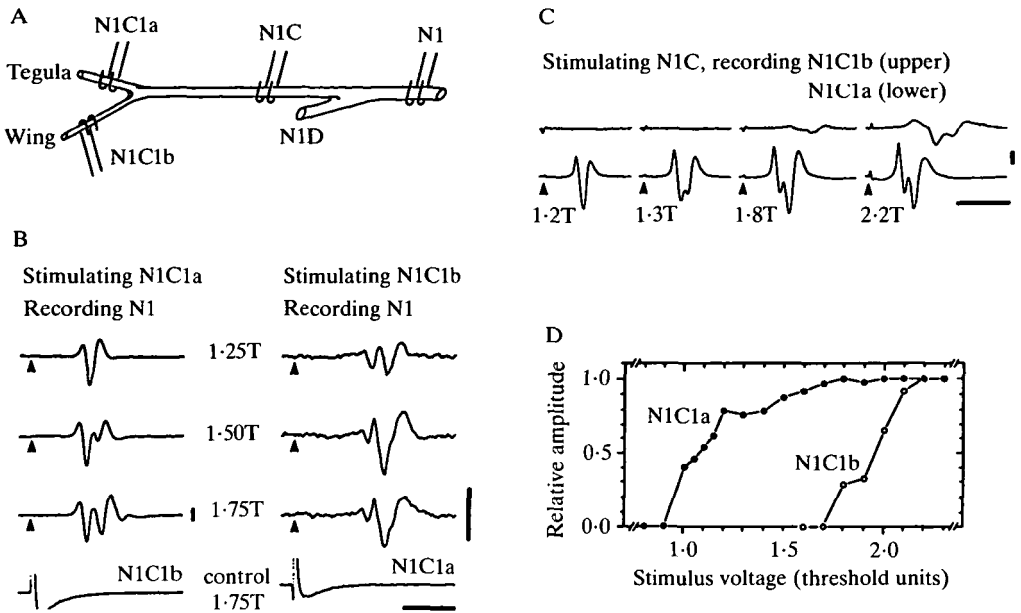 A
N1C1a
N1C
N1
Tegula
Wing
N1C1b
N1D
B
Stimulating N1C1a
Recording N1
Stimulating N1C1b
Recording N1
1·25T
1·50T
1·75T
N1C1b
control
1·75T
N1C1a
C
Stimulating N1C, recording N1C1b (upper)
N1C1a (lower)
1·2T
1·3T
1·8T
2·2T
D
Relative amplitude
1·0
0·5
0·0
N1C1a
N1C1b
1·0
1·5
2·0
Stimulus voltage (threshold units)